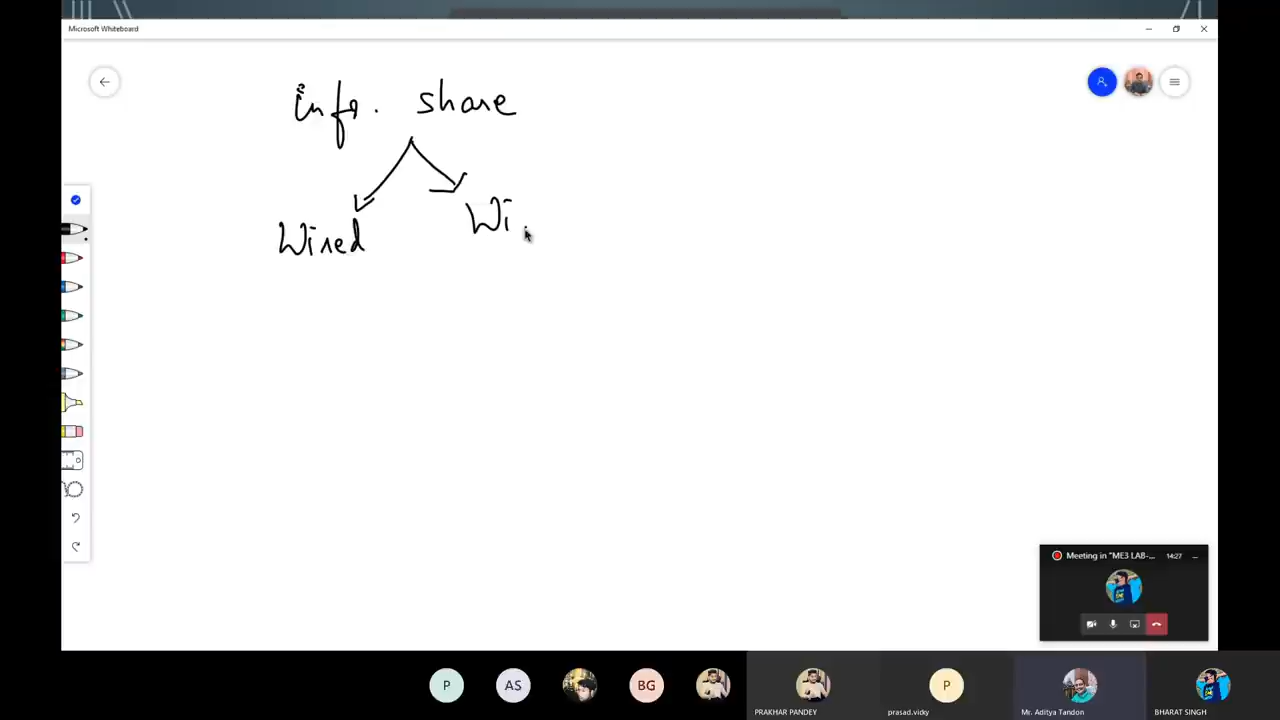 Microsoft Whiteboard
info. share
Wired
Wi
Meeting in "ME3 LAB-... 14:27
P
AS
BG
P
PRAKHAR PANDEY
prasad.vicky
Mr. Aditya Tandon
BHARAT SINGH